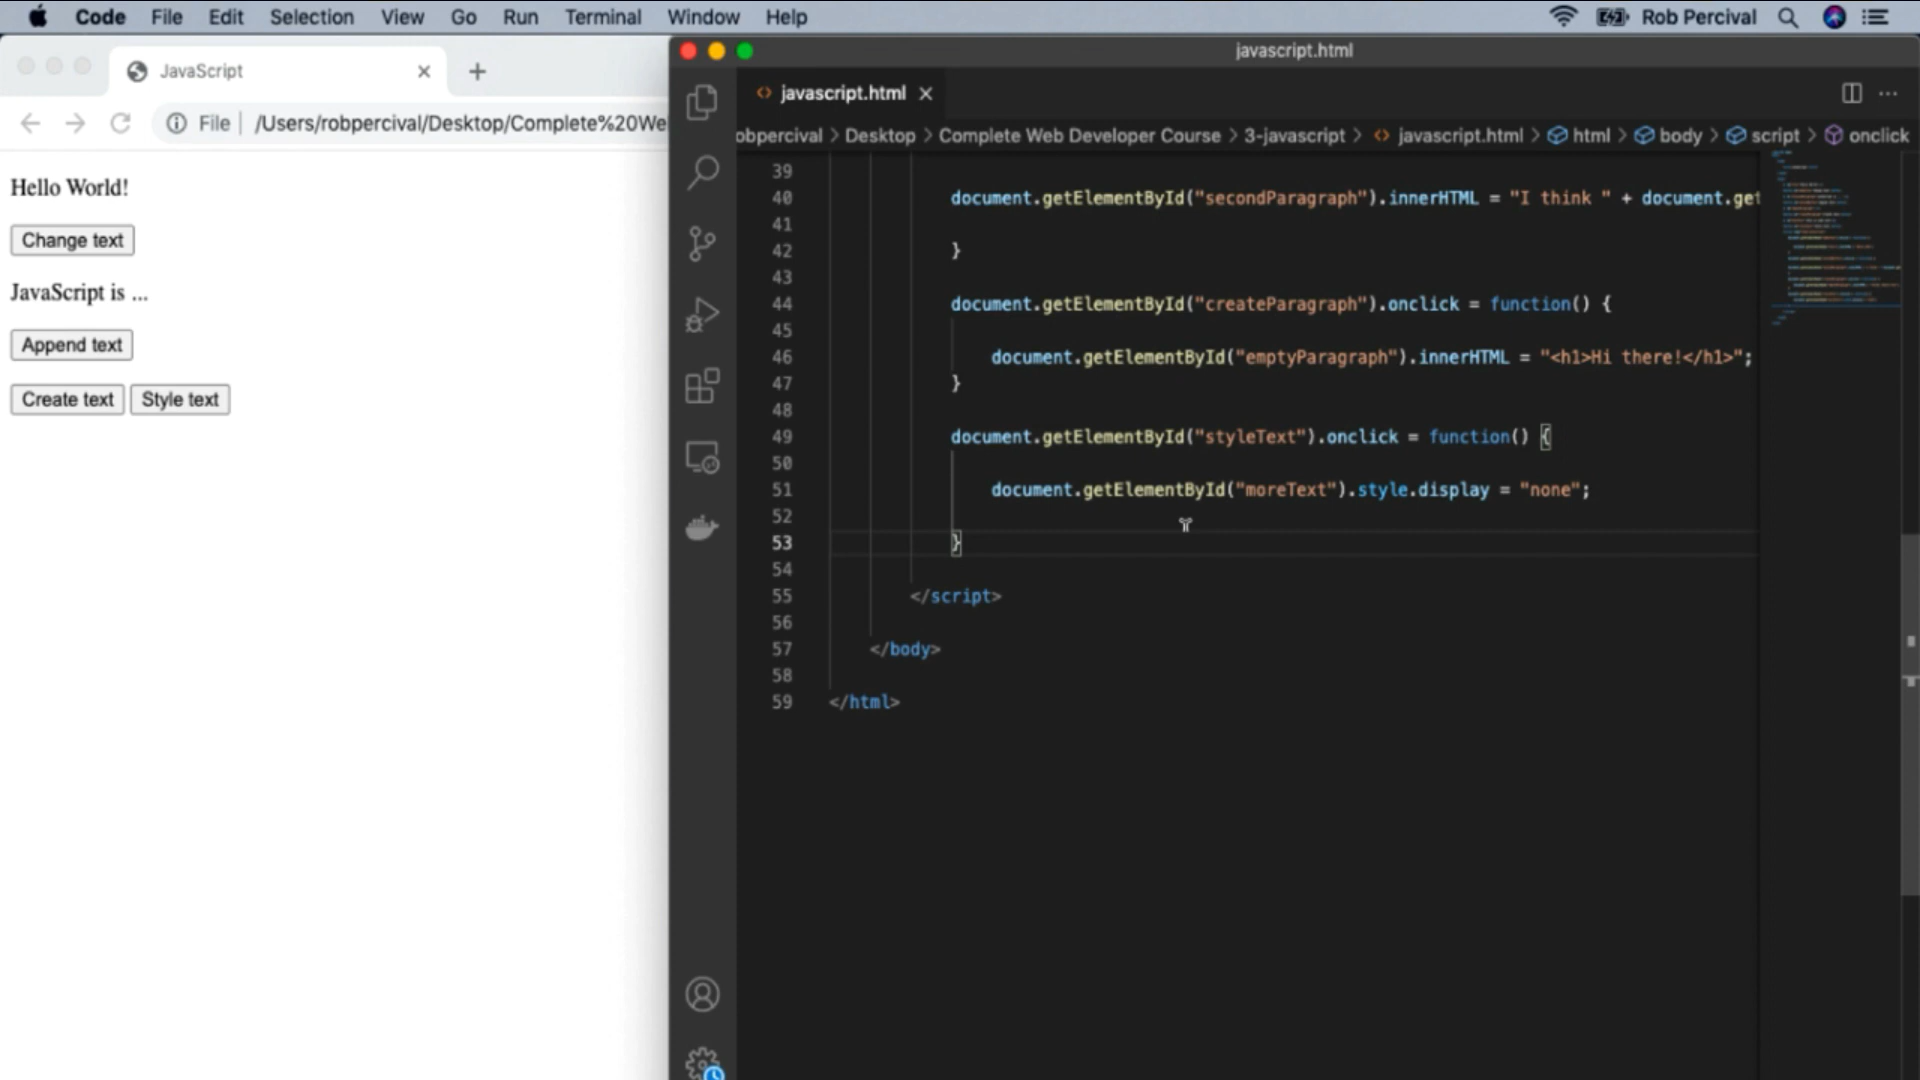 Code File Edit Selection View Go Run Terminal Window Help Rob Percival
JavaScript
File /Users/robpercival/Desktop/Complete%20We
Hello World!
Change text
JavaScript is ...
Append text
Create text Style text
javascript.html
javascript.html
obpercival > Desktop > Complete Web Developer Course > 3-javascript > javascript.html > html > body > script > onclick
39
40 document.getElementById("secondParagraph").innerHTML = "I think " + document.get
41
42 }
43
44 document.getElementById("createParagraph").onclick = function() {
45
46 document.getElementById("emptyParagraph").innerHTML = "<h1>Hi there!</h1>";
47 }
48
49 document.getElementById("styleText").onclick = function() {
50
51 document.getElementById("moreText").style.display = "none";
52
53 }
54
55 </script>
56
57 </body>
58
59 </html>